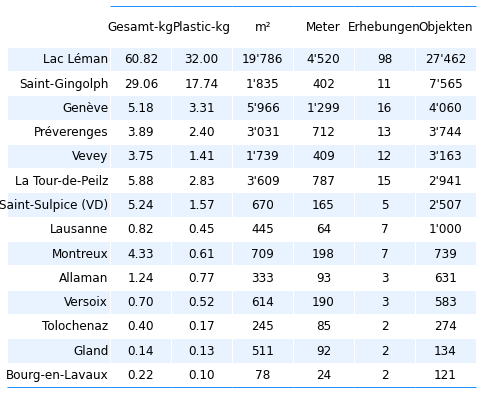 Gesamt-kg Plastic-kg m² Meter Erhebungen Objekten
Lac Léman 60.82 32.00 19'786 4'520 98 27'462
Saint-Gingolph 29.06 17.74 1'835 402 11 7'565
Genève 5.18 3.31 5'966 1'299 16 4'060
Préverenges 3.89 2.40 3'031 712 13 3'744
Vevey 3.75 1.41 1'739 409 12 3'163
La Tour-de-Peilz 5.88 2.83 3'609 787 15 2'941
Saint-Sulpice (VD) 5.24 1.57 670 165 5 2'507
Lausanne 0.82 0.45 445 64 7 1'000
Montreux 4.33 0.61 709 198 7 739
Allaman 1.24 0.77 333 93 3 631
Versoix 0.70 0.52 614 190 3 583
Tolochenaz 0.40 0.17 245 85 2 274
Gland 0.14 0.13 511 92 2 134
Bourg-en-Lavaux 0.22 0.10 78 24 2 121